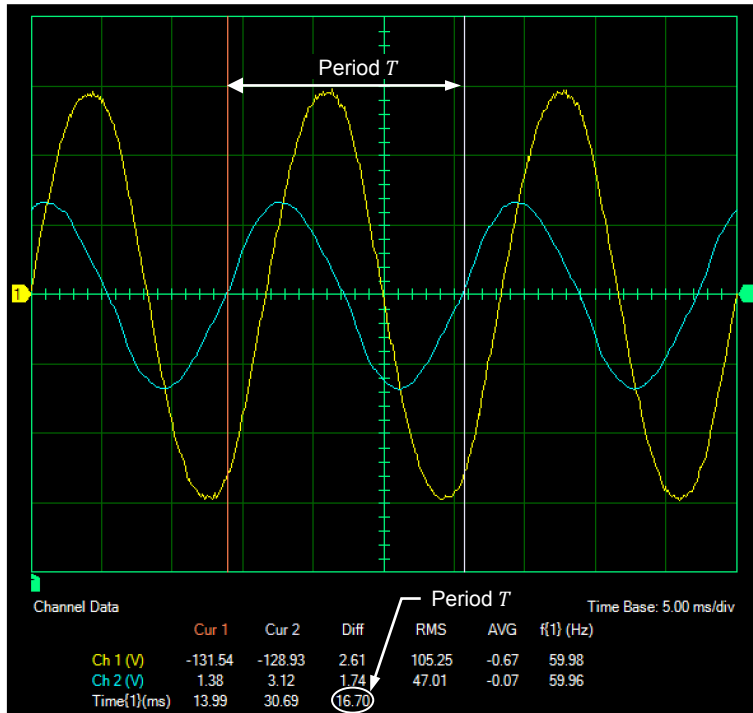 Period T
1
Channel Data
Period T
Time Base: 5.00 ms/div
Cur 1 Cur 2 Diff RMS AVG f{1} (Hz)
Ch 1 (V) -131.54 -128.93 2.61 105.25 -0.67 59.98
Ch 2 (V) 1.38 3.12 1.74 47.01 -0.07 59.96
Time{1}(ms) 13.99 30.69 16.70